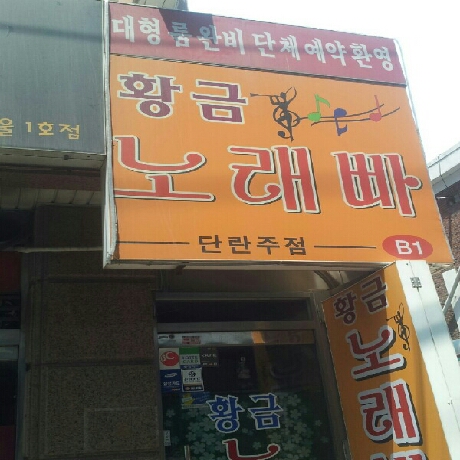 대형 룸 완비 단체 예약 환영
황금
노래빠
단란주점
B1
울 1호점
황금
노래
황금
노